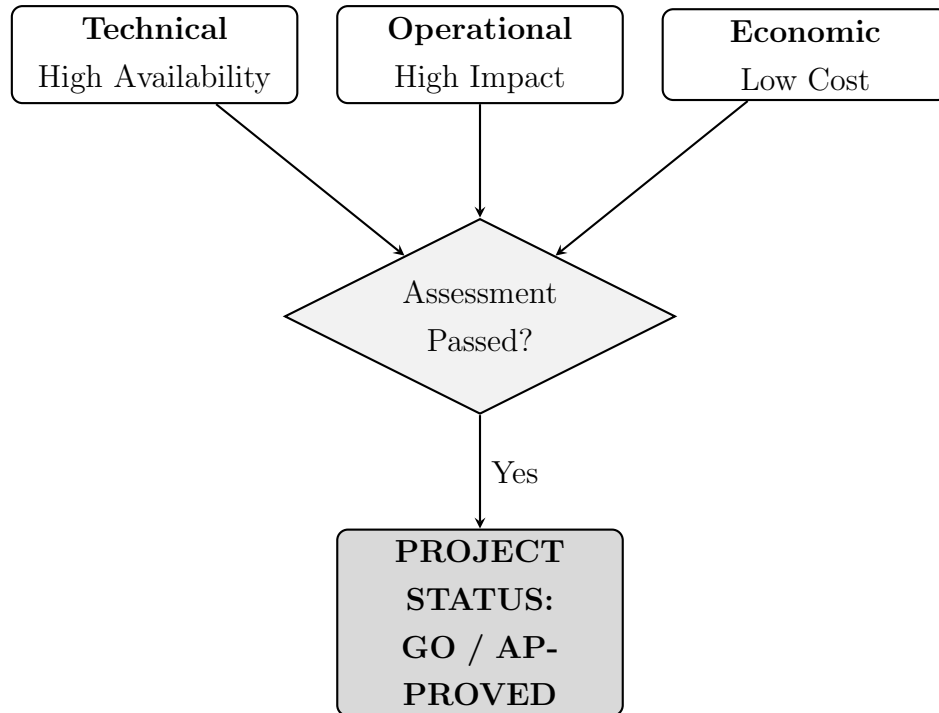 Technical
High Availability
Operational
High Impact
Economic
Low Cost
Assessment
Passed?
Yes
PROJECT
STATUS:
GO / AP-
PROVED